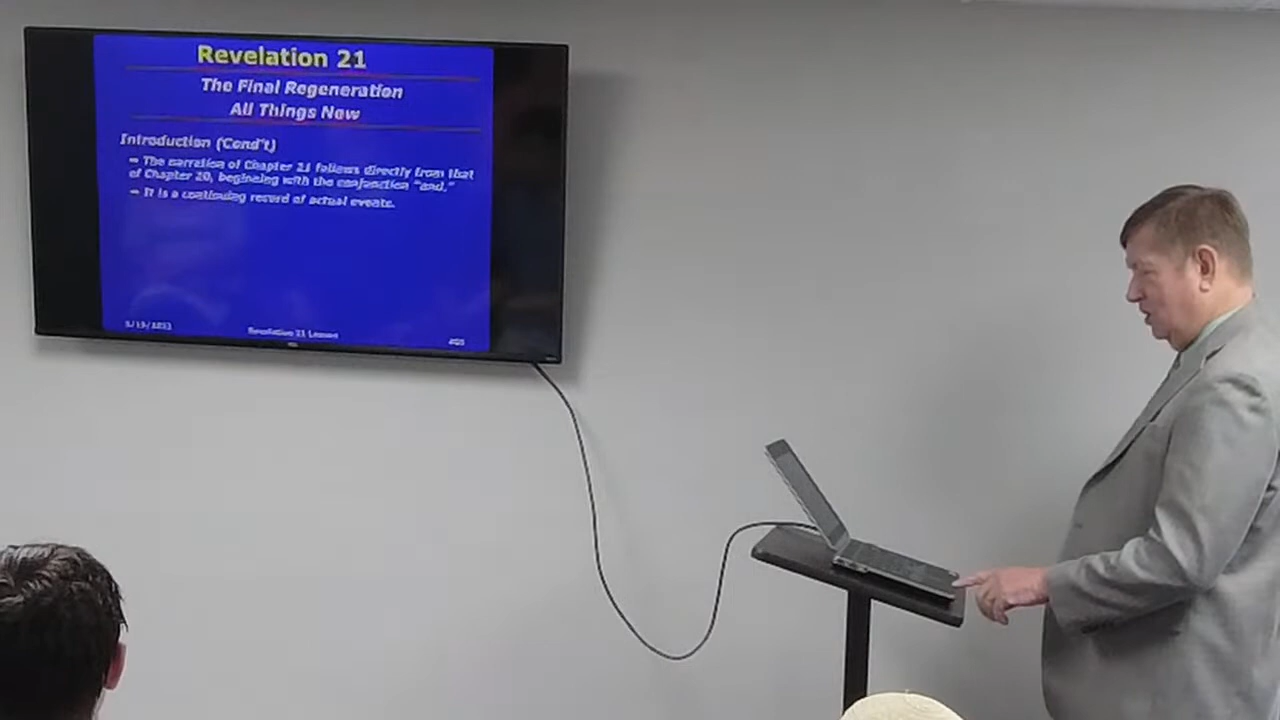 Revelation 21
The Final Regeneration
All Things New
Introduction (Cond't)
– The narration of Chapter 21 follows directly from that
of Chapter 20, beginning with the conjunction "and."
– It is a continuing record of actual events.
Revelation 21 Lesson